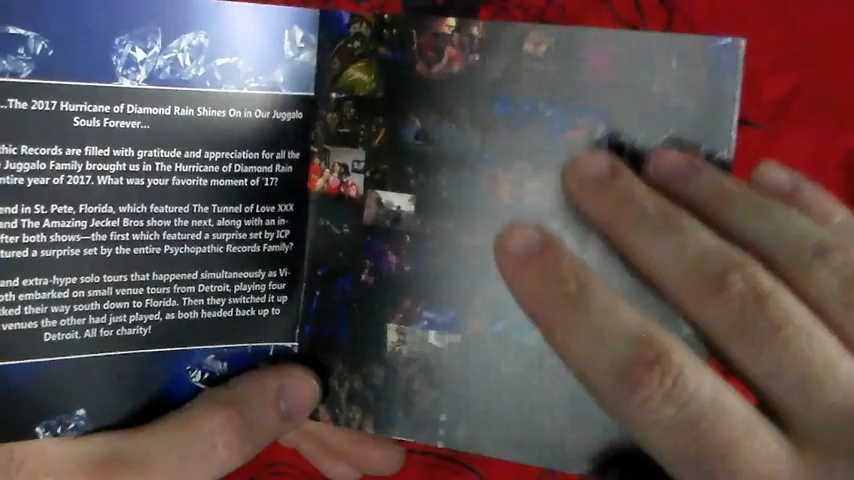 ...The 2017 Hurricane of Diamond Rain Shines On in Our Juggalo
Souls Forever...
hic Records are filled with gratitude and appreciation for all the
Juggalo Family brought us in The Hurricane of Diamond Rain
ntire year of 2017. What was your favorite moment of '17?
end in St. Pete, Florida, which featured The Tunnel of Love XXX
and The Amazing Jeckel Bros show the next, along with an in-
fter both shows—the first which featured a surprise set by ICP
tured a surprise set by the entire Psychopathic Records Family?
and extra-hype solo tours that happened simultaneously as Vi-
oth embarked on small venue tours from Detroit, playing four
cked their way south down to Florida. Then they switched it up
venues the other had just played, as both headed back up to
Detroit. All for charity!